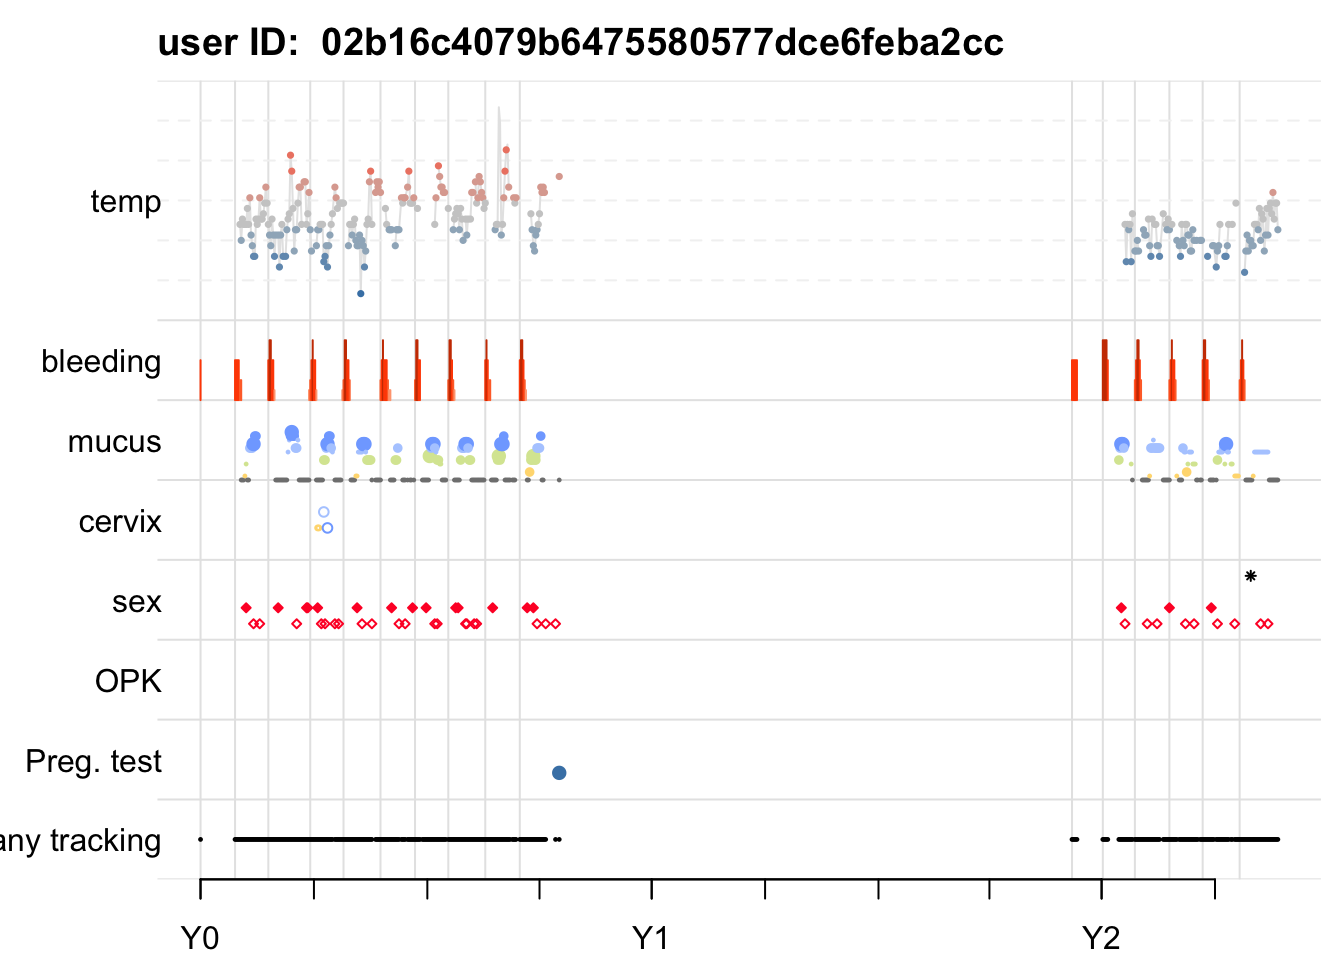 user ID:  02b16c4079b6475580577dce6feba2cc
temp
bleeding
mucus
cervix
sex
OPK
Preg. test
any tracking
Y0 Y1 Y2